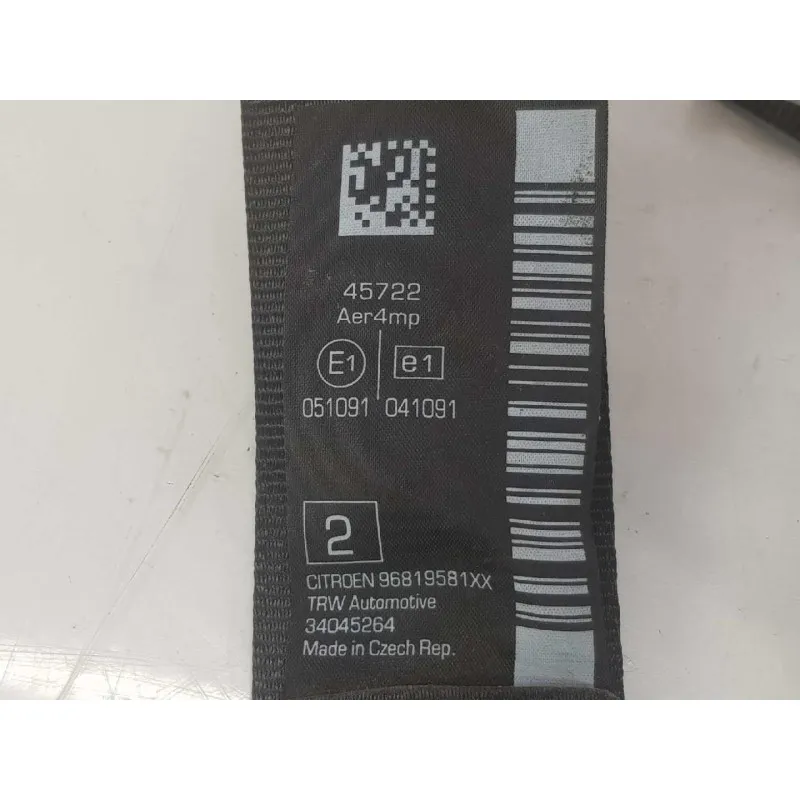 45722
Aer4mp
E1 e1
051091 041091
2
CITROEN 96819581XX
TRW Automotive
34045264
Made in Czech Rep.